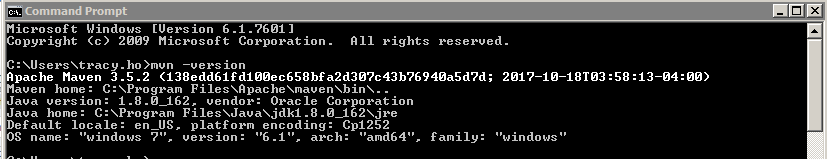 Command Prompt
Microsoft Windows [Version 6.1.7601]
Copyright (c) 2009 Microsoft Corporation.  All rights reserved.
C:\Users\tracy.ho>mvn -version
Apache Maven 3.5.2 (138edd61fd100ec658bfa2d307c43b76940a5d7d; 2017-10-18T03:58:13-04:00)
Maven home: C:\Program Files\Apache\maven\bin\..
Java version: 1.8.0_162, vendor: Oracle Corporation
Java home: C:\Program Files\Java\jdk1.8.0_162\jre
Default locale: en_US, platform encoding: Cp1252
OS name: "windows 7", version: "6.1", arch: "amd64", family: "windows"